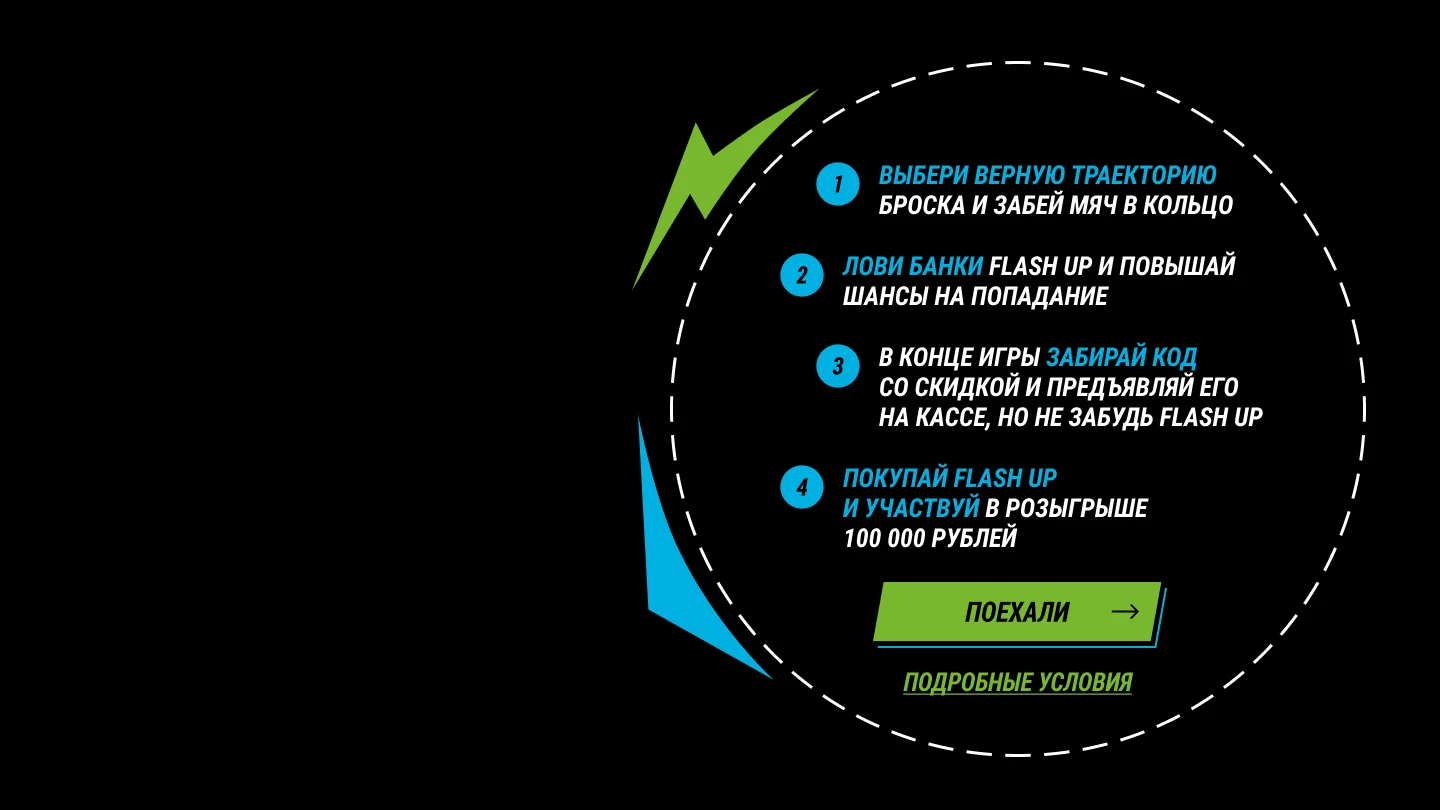 1
ВЫБЕРИ ВЕРНУЮ ТРАЕКТОРИЮ
БРОСКА И ЗАБЕЙ МЯЧ В КОЛЬЦО
2
ЛОВИ БАНКИ FLASH UP И ПОВЫШАЙ
ШАНСЫ НА ПОПАДАНИЕ
3
В КОНЦЕ ИГРЫ ЗАБИРАЙ КОД
СО СКИДКОЙ И ПРЕДЪЯВЛЯЙ ЕГО
НА КАССЕ, НО НЕ ЗАБУДЬ FLASH UP
4
ПОКУПАЙ FLASH UP
И УЧАСТВУЙ В РОЗЫГРЫШЕ
100 000 РУБЛЕЙ
ПОЕХАЛИ
ПОДРОБНЫЕ УСЛОВИЯ